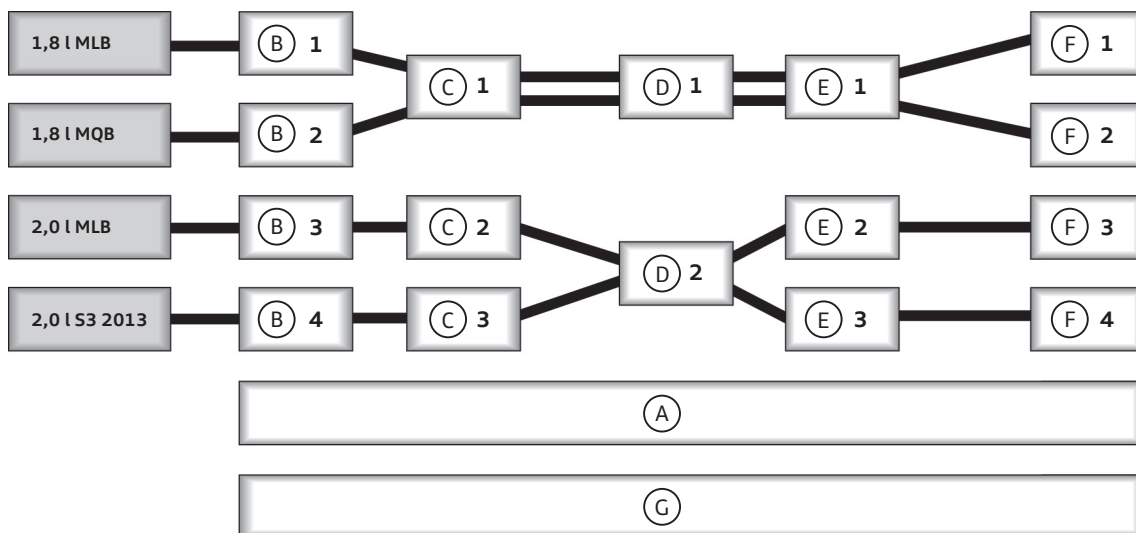 1,8 l MLB B 1 F 1
C 1 D 1 E 1
1,8 l MQB B 2 F 2
2,0 l MLB B 3 C 2 E 2 F 3
D 2
2,0 l S3 2013 B 4 C 3 E 3 F 4
A
G